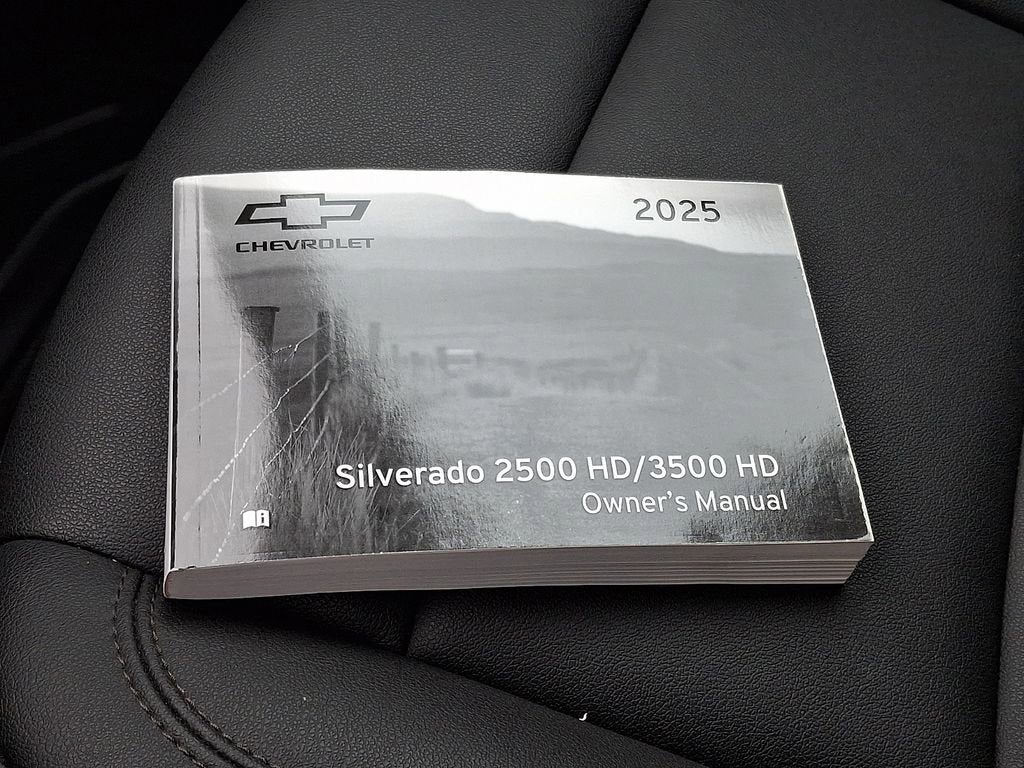 CHEVROLET
2025
Silverado 2500 HD/3500 HD
Owner's Manual